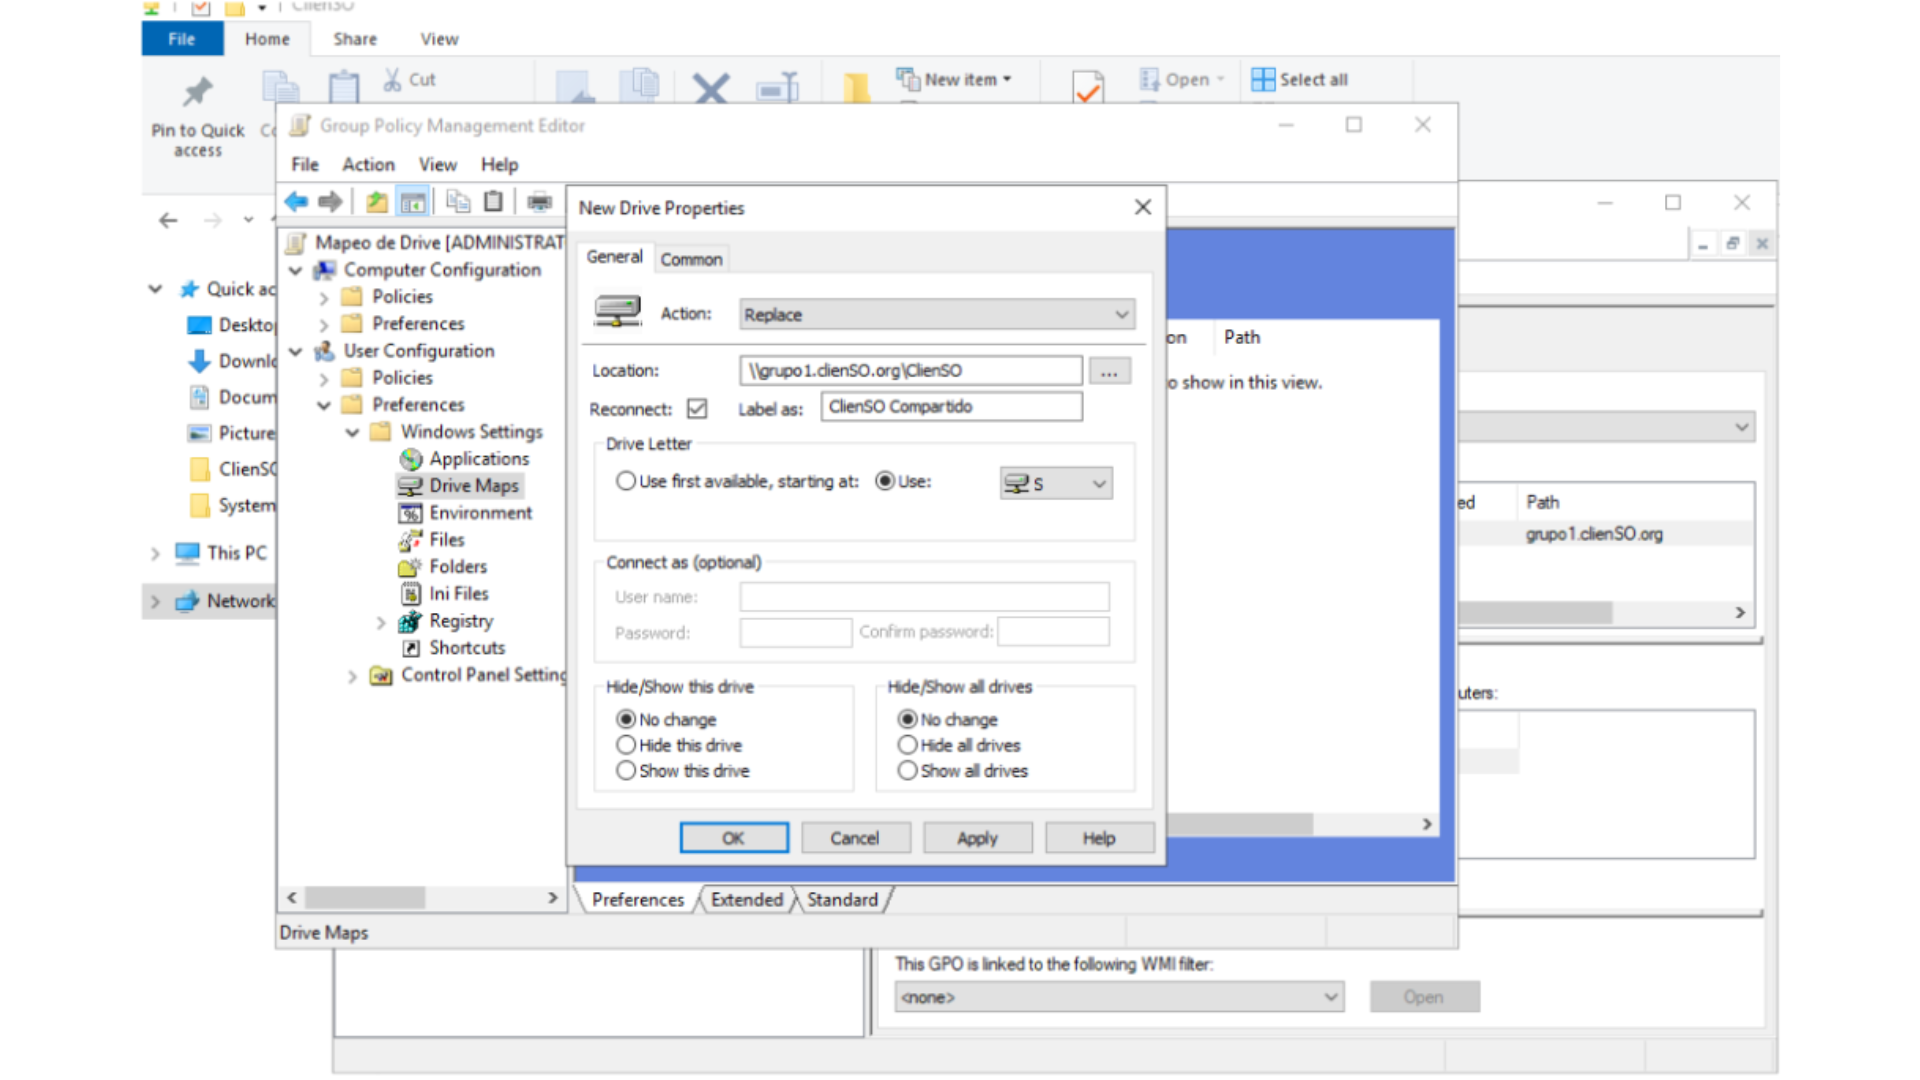 ClienSO
File Home Share View
Cut
New item
Open
Select all
Pin to Quick
access
Group Policy Management Editor
File Action View Help
Quick ac
Deskto
Downlo
Docum
Picture
ClienSO
System
This PC
Network
Mapeo de Drive [ADMINISTRAT
Computer Configuration
Policies
Preferences
User Configuration
Policies
Preferences
Windows Settings
Applications
Drive Maps
Environment
Files
Folders
Ini Files
Registry
Shortcuts
Control Panel Setting
New Drive Properties
General Common
Action: Replace
Location: \\grupo1.clienSO.org\ClienSO ...
Reconnect: Label as: ClienSO Compartido
Drive Letter
Use first available, starting at: Use: S
Connect as (optional)
User name:
Password: Confirm password:
Hide/Show this drive
No change
Hide this drive
Show this drive
Hide/Show all drives
No change
Hide all drives
Show all drives
OK Cancel Apply Help
on Path
o show in this view.
Preferences Extended Standard
Drive Maps
ed Path
grupo1.clienSO.org
uters:
This GPO is linked to the following WMI filter:
<none> Open